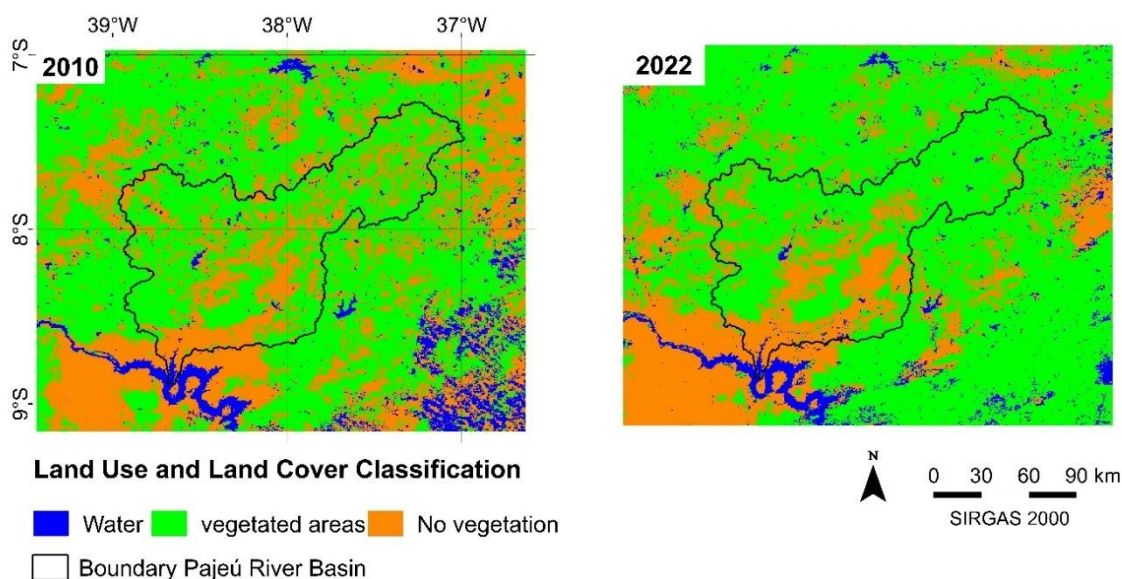 39°W 38°W 37°W
7°S
2010
2022
8°S
9°S
Land Use and Land Cover Classification
Water vegetated areas No vegetation
Boundary Pajeú River Basin
N
0 30 60 90 km
SIRGAS 2000